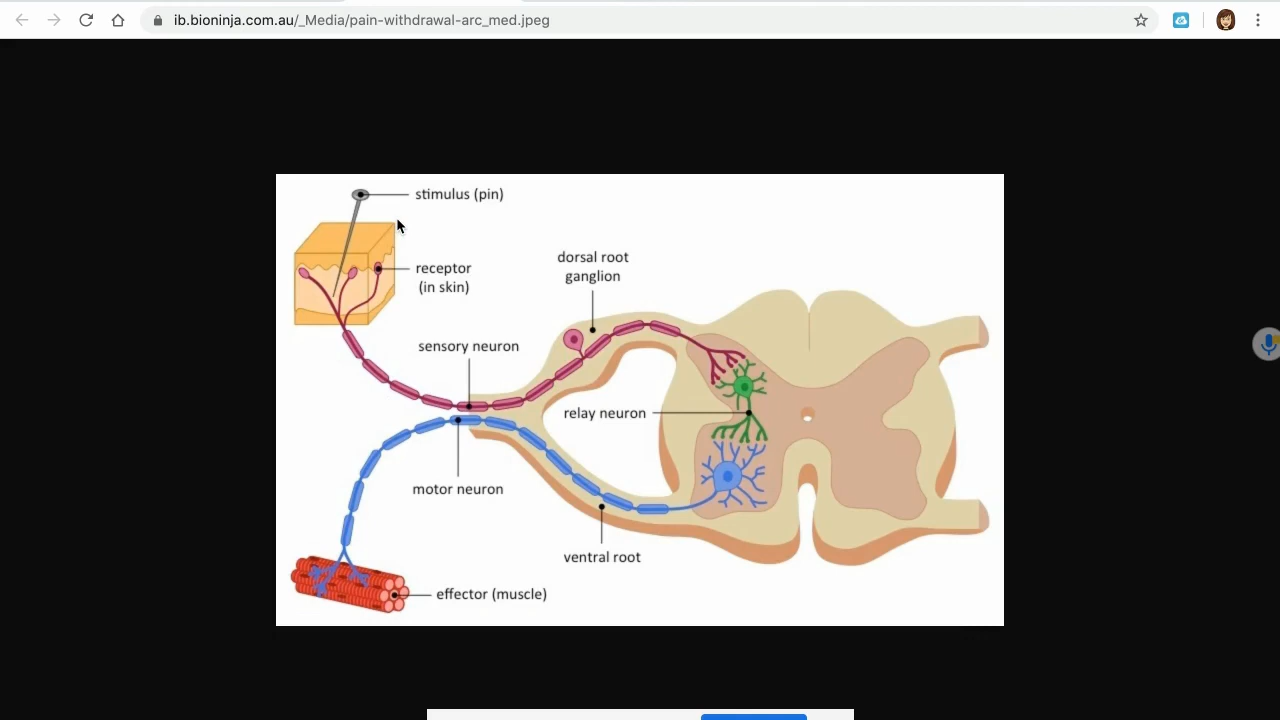 ib.bioninja.com.au/_Media/pain-withdrawal-arc_med.jpeg
stimulus (pin)
receptor
(in skin)
dorsal root
ganglion
sensory neuron
relay neuron
motor neuron
ventral root
effector (muscle)